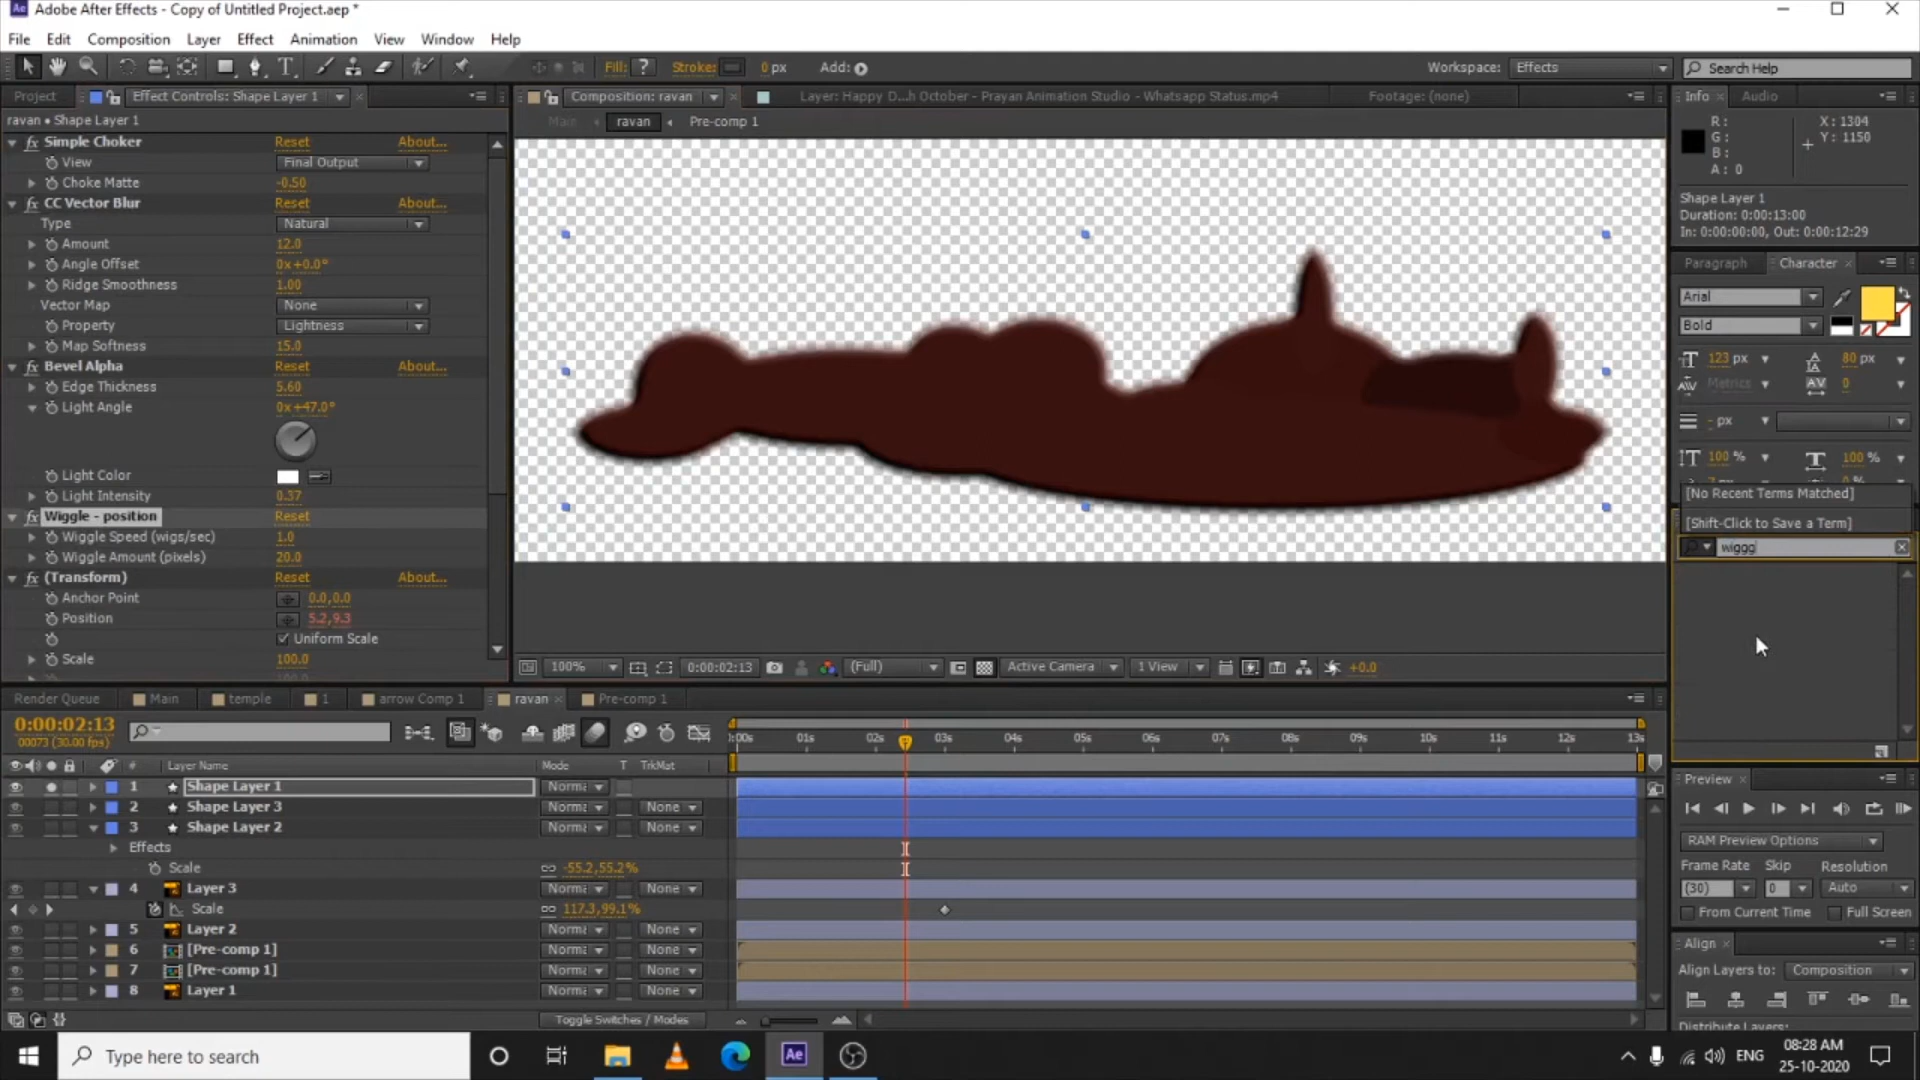 Adobe After Effects - Copy of Untitled Project.aep *
File Edit Composition Layer Effect Animation View Window Help
Fill: ? Stroke: 0 px Add: Workspace: Effects Search Help
Project Effect Controls: Shape Layer 1 Composition: ravan Layer: Happy D...h October - Prayan Animation Studio - Whatsapp Status.mp4 Footage: (none) Info Audio
ravan • Shape Layer 1 Main ravan Pre-comp 1
R: X: 1304
G: Y: 1150
B:
A: 0
Shape Layer 1
Duration: 0:00:13:00
In: 0:00:00:00, Out: 0:00:12:29
fx Simple Choker Reset About...
View Final Output
Choke Matte -0.50
fx CC Vector Blur Reset About...
Type Natural
Amount 12.0
Angle Offset 0x+0.0°
Ridge Smoothness 1.00
Vector Map None
Property Lightness
Map Softness 15.0
fx Bevel Alpha Reset About...
Edge Thickness 5.60
Light Angle 0x+47.0°
Light Color
Light Intensity 0.37
fx Wiggle - position Reset
Wiggle Speed (wigs/sec) 1.0
Wiggle Amount (pixels) 20.0
fx (Transform) Reset About...
Anchor Point 0.0,0.0
Position 5.2,9.3
Uniform Scale
Scale 100.0
Paragraph Character
Arial
Bold
123 px 80 px
Metrics 0
- px
100 % 100 %
[No Recent Terms Matched]
[Shift-Click to Save a Term]
wiggg
100% 0:00:02:13 (Full) Active Camera 1 View +0.0
Render Queue Main temple 1 arrow Comp 1 ravan Pre-comp 1
0:00:02:13
00073 (30.00 fps)
:00s 01s 02s 03s 04s 05s 06s 07s 08s 09s 10s 11s 12s 13s
# Layer Name Mode T TrkMat
1 Shape Layer 1 Norma
2 Shape Layer 3 Norma None
3 Shape Layer 2 Norma None
Effects
Scale -55.2,55.2%
4 Layer 3 Norma None
Scale 117.3,99.1%
5 Layer 2 Norma None
6 [Pre-comp 1] Norma None
7 [Pre-comp 1] Norma None
8 Layer 1 Norma None
Toggle Switches / Modes
Preview
RAM Preview Options
Frame Rate Skip Resolution
(30) 0 Auto
From Current Time Full Screen
Align
Align Layers to: Composition
Distribute Layers:
Type here to search
Ae
ENG
08:28 AM
25-10-2020